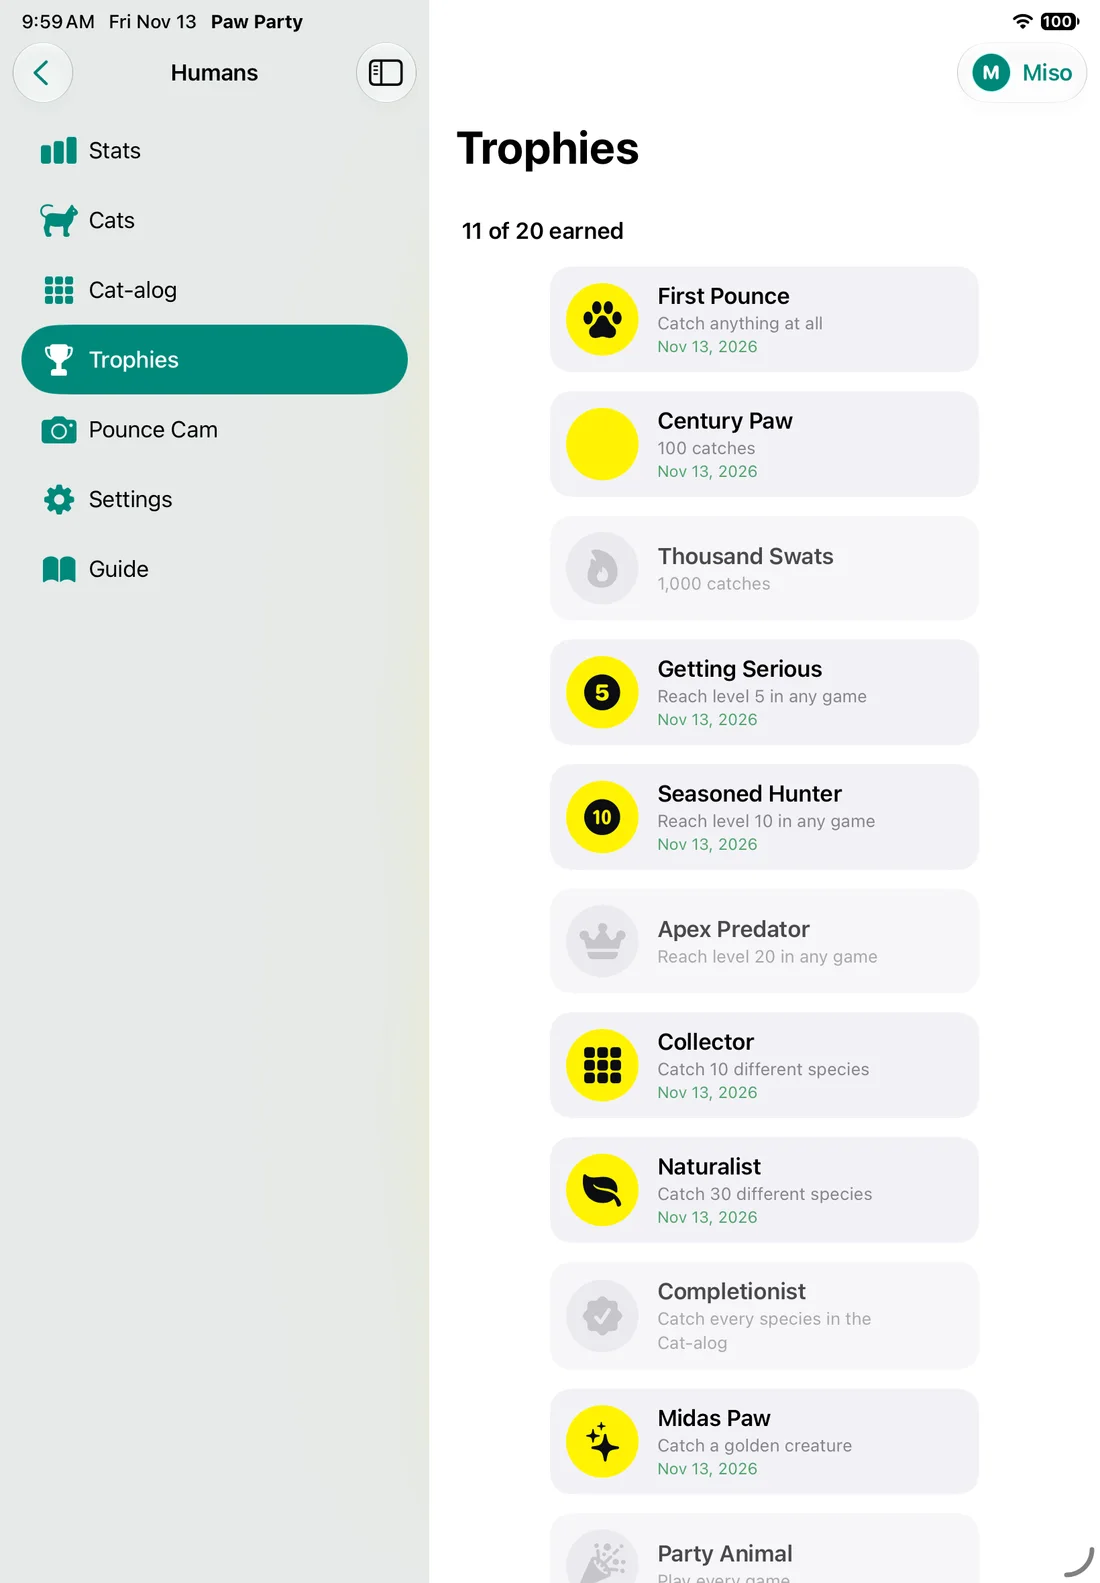 9:59 AM Fri Nov 13 Paw Party
100
Humans
M Miso
Stats
Cats
Cat-alog
Trophies
Pounce Cam
Settings
Guide
Trophies
11 of 20 earned
First Pounce
Catch anything at all
Nov 13, 2026
Century Paw
100 catches
Nov 13, 2026
Thousand Swats
1,000 catches
5
Getting Serious
Reach level 5 in any game
Nov 13, 2026
10
Seasoned Hunter
Reach level 10 in any game
Nov 13, 2026
Apex Predator
Reach level 20 in any game
Collector
Catch 10 different species
Nov 13, 2026
Naturalist
Catch 30 different species
Nov 13, 2026
Completionist
Catch every species in the
Cat-alog
Midas Paw
Catch a golden creature
Nov 13, 2026
Party Animal
Play every game